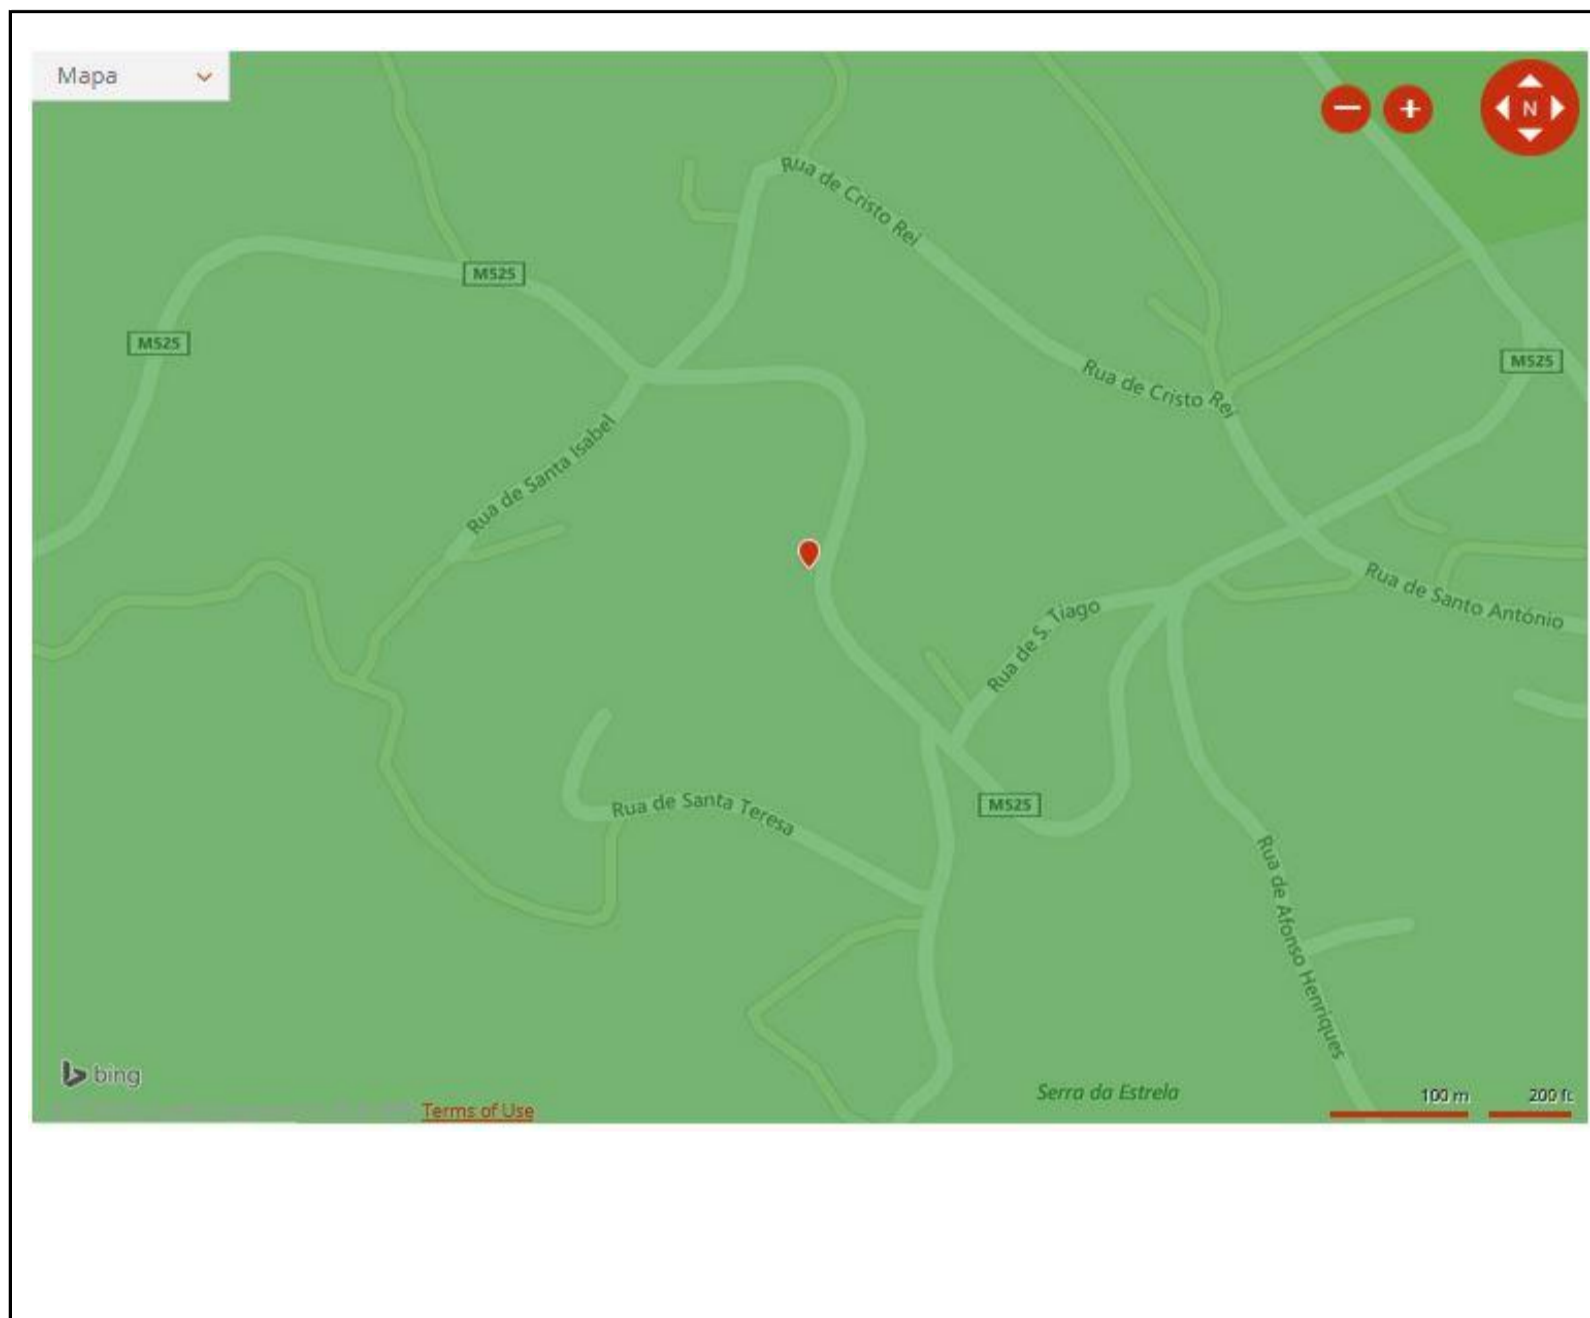 Mapa
N
Rua de Cristo Rei
M525
M525
M525
Rua de Cristo Rei
Rua de Santa Isabel
Rua de Santo António
Rua de S. Tiago
Rua de Santa Teresa
M525
Rua de Afonso Henriques
bing
Serra da Estrela
100 m
200 ft
Terms of Use